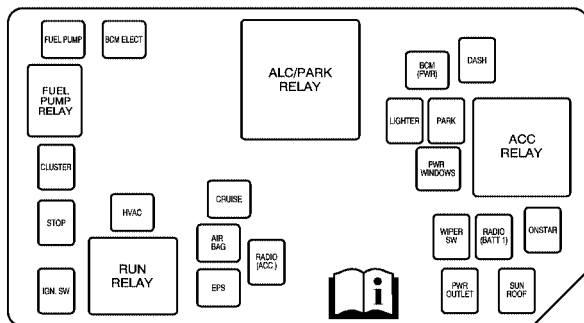 FUEL PUMP
BCM ELECT
ALC/PARK
RELAY
BCM
(PWR)
DASH
FUEL
PUMP
RELAY
LIGHTER
PARK
ACC
RELAY
PWR
WINDOWS
CLUSTER
STOP
HVAC
CRUISE
AIR
BAG
RADIO
(ACC)
WIPER
SW
RADIO
(BATT 1)
ONSTAR
IGN. SW
RUN
RELAY
EPS
i
PWR
OUTLET
SUN
ROOF